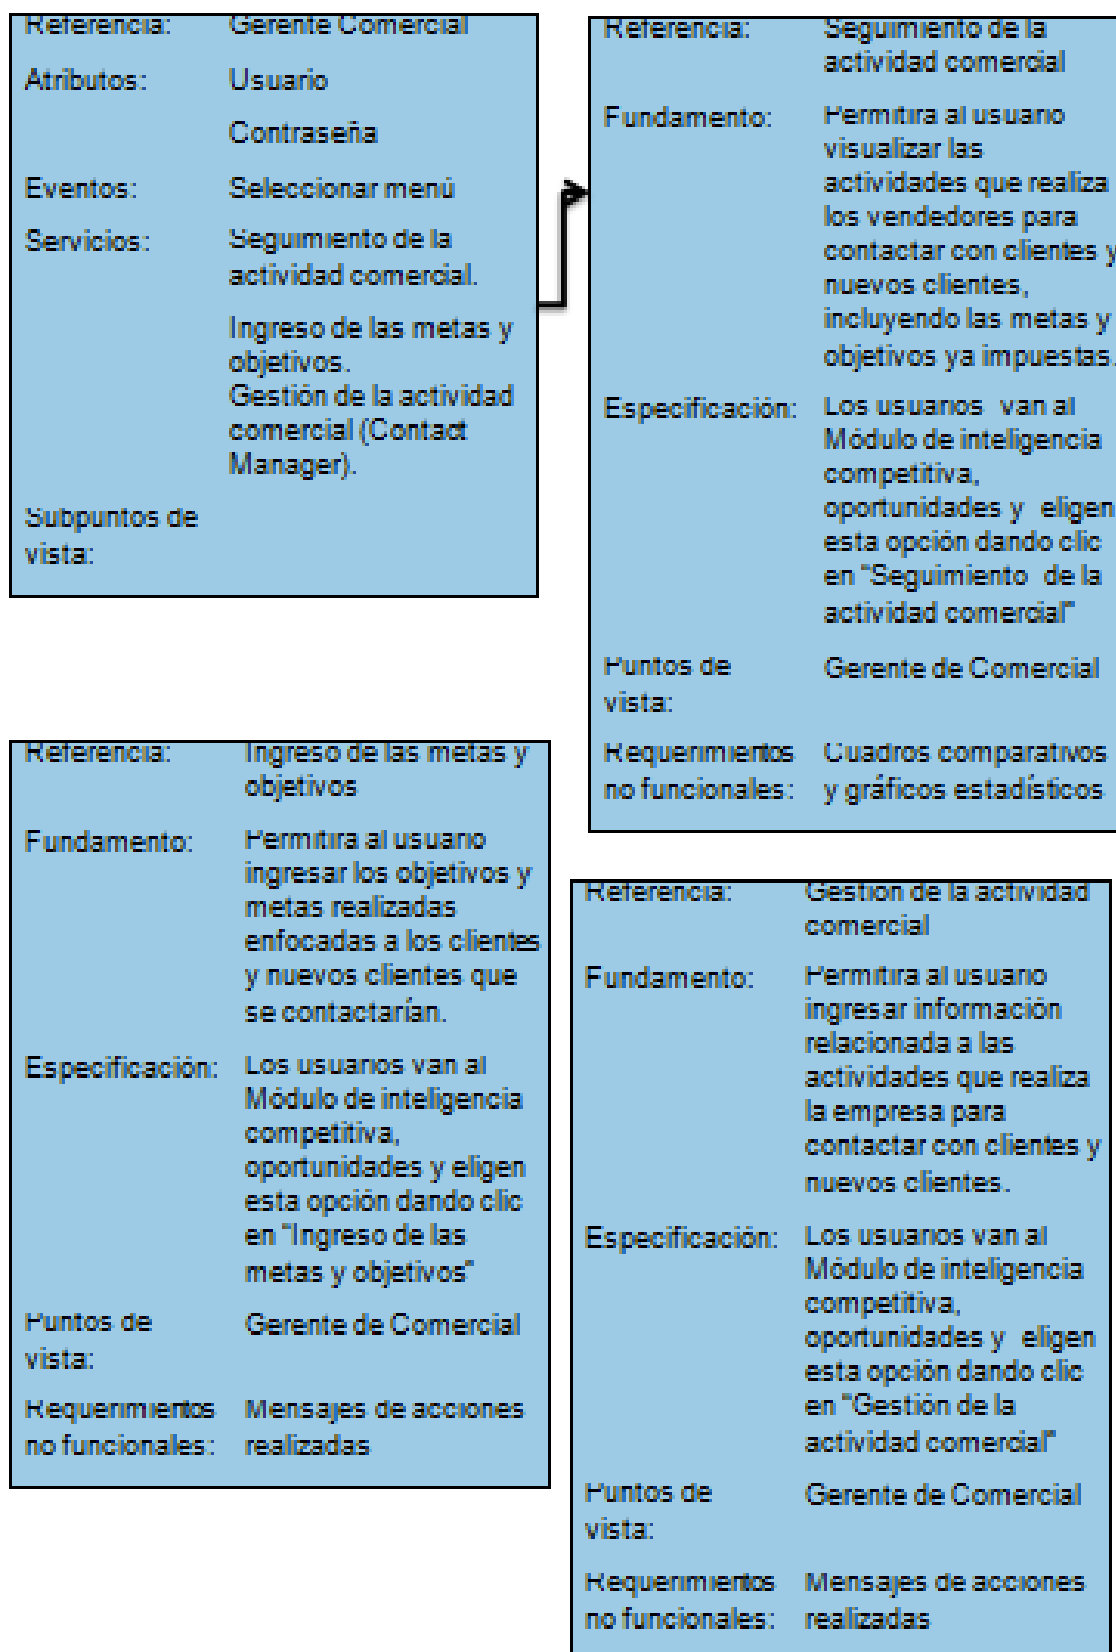 Referencia: Gerente Comercial
Atributos: Usuario
Contraseña
Eventos: Seleccionar menú
Servicios: Seguimiento de la
actividad comercial.
Ingreso de las metas y
objetivos.
Gestión de la actividad
comercial (Contact
Manager).
Subpuntos de
vista:
Referencia: Seguimiento de la
actividad comercial
Fundamento: Permitira al usuario
visualizar las
actividades que realiza
los vendedores para
contactar con clientes y
nuevos clientes,
incluyendo las metas y
objetivos ya impuestas.
Especificación: Los usuarios van al
Módulo de inteligencia
competitiva,
oportunidades y eligen
esta opción dando clic
en "Seguimiento de la
actividad comercial"
Puntos de Gerente de Comercial
vista:
Requerimientos Cuadros comparativos
no funcionales: y gráficos estadísticos
Referencia: Ingreso de las metas y
objetivos
Fundamento: Permitira al usuario
ingresar los objetivos y
metas realizadas
enfocadas a los clientes
y nuevos clientes que
se contactarían.
Especificación: Los usuarios van al
Módulo de inteligencia
competitiva,
oportunidades y eligen
esta opción dando clic
en "Ingreso de las
metas y objetivos"
Puntos de Gerente de Comercial
vista:
Requerimientos Mensajes de acciones
no funcionales: realizadas
Referencia: Gestión de la actividad
comercial
Fundamento: Permitira al usuario
ingresar información
relacionada a las
actividades que realiza
la empresa para
contactar con clientes y
nuevos clientes.
Especificación: Los usuarios van al
Módulo de inteligencia
competitiva,
oportunidades y eligen
esta opción dando clic
en "Gestión de la
actividad comercial"
Puntos de Gerente de Comercial
vista:
Requerimientos Mensajes de acciones
no funcionales: realizadas